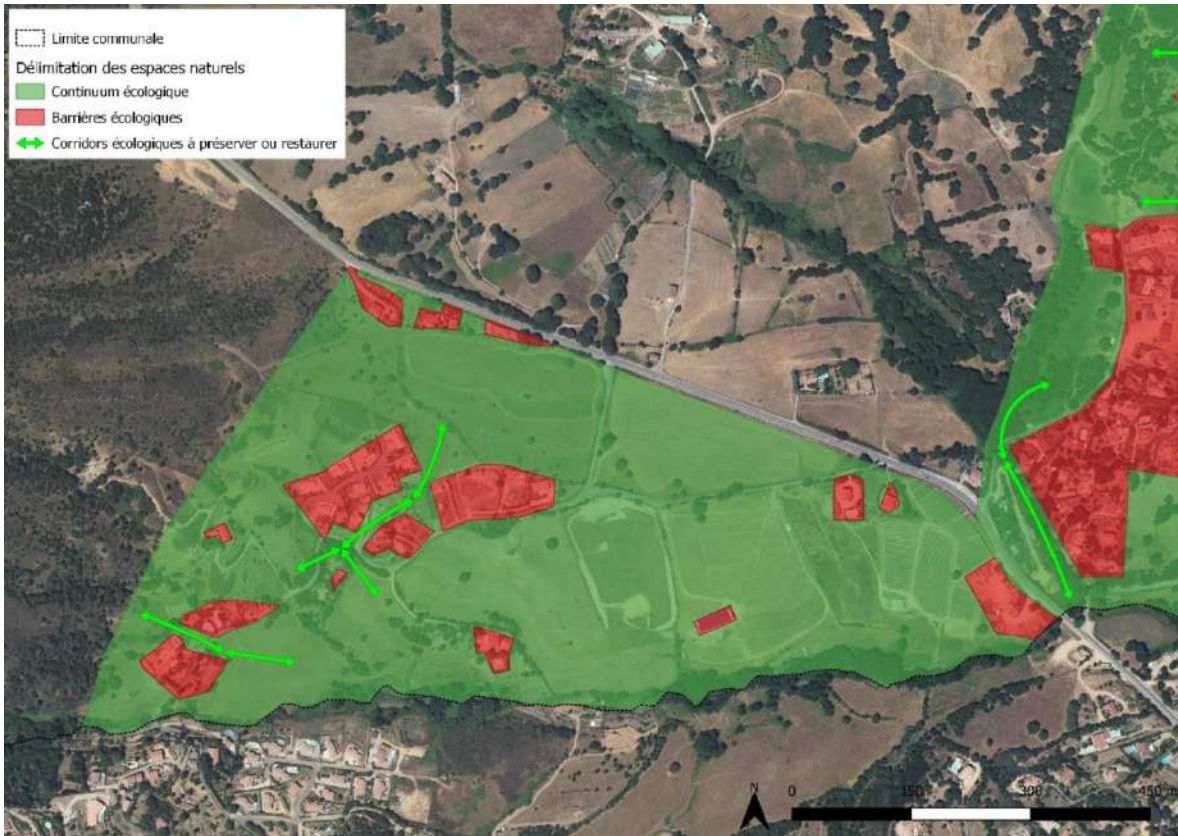 Limite communale
Délimitation des espaces naturels
Continuum écologique
Barrières écologiques
Corridors écologiques à préserver ou restaurer
N
0 150 300 450 m